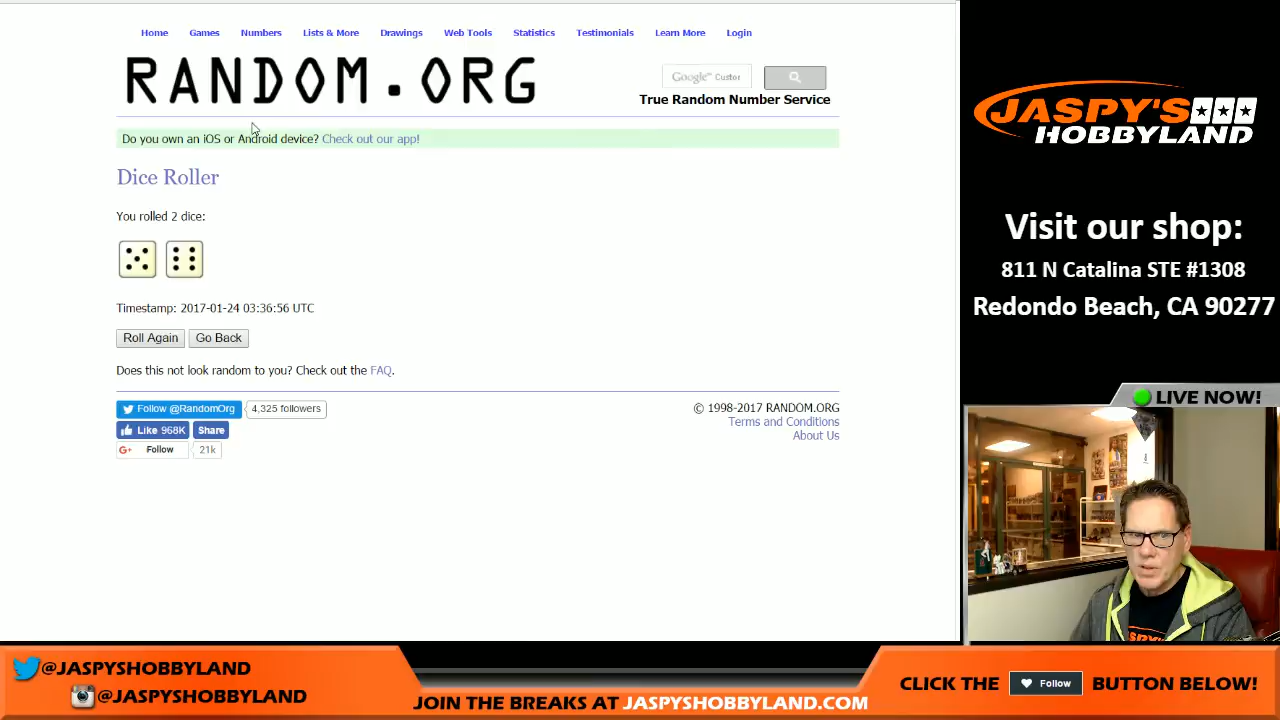 Home Games Numbers Lists & More Drawings Web Tools Statistics Testimonials Learn More Login
RANDOM.ORG
Google™ Custor
True Random Number Service
Do you own an iOS or Android device? Check out our app!
Dice Roller
You rolled 2 dice:
Timestamp: 2017-01-24 03:36:56 UTC
Roll Again Go Back
Does this not look random to you? Check out the FAQ.
Follow @RandomOrg 4,325 followers
Like 968K Share
G+ Follow 21k
© 1998-2017 RANDOM.ORG
Terms and Conditions
About Us
JASPY'S
HOBBYLAND
Visit our shop:
811 N Catalina STE #1308
Redondo Beach, CA 90277
LIVE NOW!
@JASPYSHOBBYLAND
@JASPYSHOBBYLAND
JOIN THE BREAKS AT JASPYSHOBBYLAND.COM
CLICK THE Follow BUTTON BELOW!